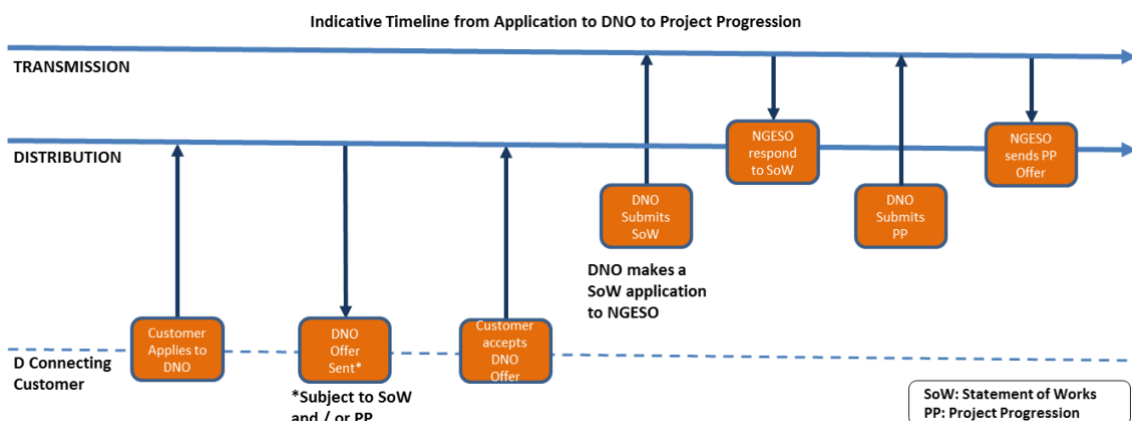 Indicative Timeline from Application to DNO to Project Progression
TRANSMISSION
DISTRIBUTION
NGESO
respond
to SoW
NGESO
sends PP
Offer
DNO
Submits
SoW
DNO
Submits
PP
DNO makes a
SoW application
to NGESO
Customer
Applies to
DNO
DNO
Offer
Sent*
Customer
accepts
DNO
Offer
D Connecting
Customer
*Subject to SoW
and / or PP
SoW: Statement of Works
PP: Project Progression